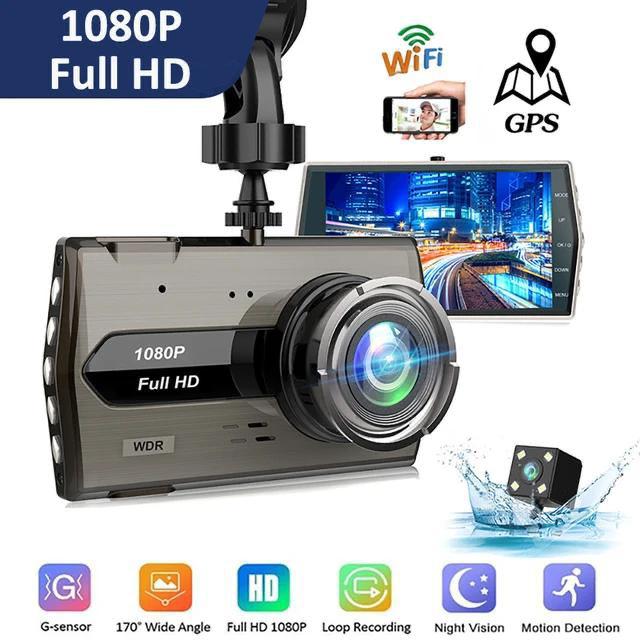 1080P
Full HD
WiFi
GPS
MODE
UP
OK / ⏻
DOWN
MENU
1080P
Full HD
WDR
G
HD
G-sensor
170° Wide Angle
Full HD 1080P
Loop Recording
Night Vision
Motion Detection